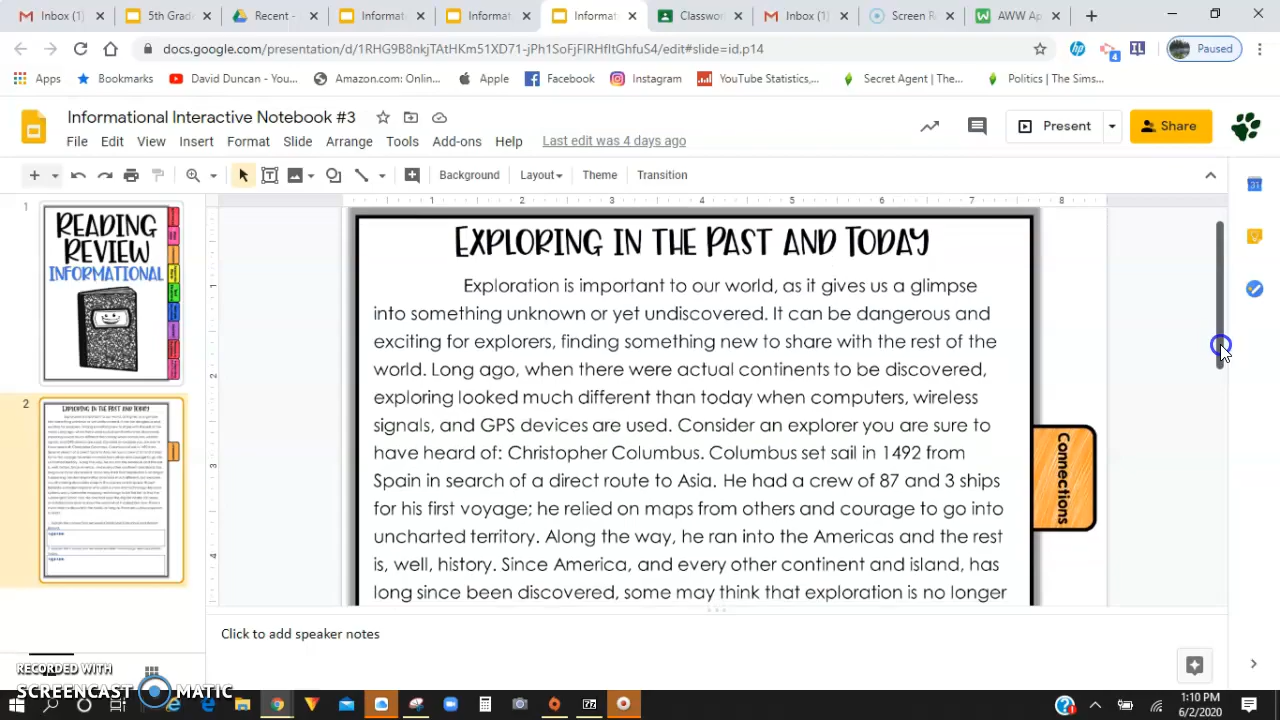 Inbox (1)
5th Grad
Recent -
Informat
Informat
Informat
Classwor
Inbox (1)
Screen R
AWW Ap
docs.google.com/presentation/d/1RHG9B8nkjTAtHKm51XD71-jPh1SoFjFlRHfltGhfuS4/edit#slide=id.p14
Paused
Apps
Bookmarks
David Duncan - You...
Amazon.com: Onlin...
Apple
Facebook
Instagram
YouTube Statistics,...
Secret Agent | The...
Politics | The Sims...
Informational Interactive Notebook #3
Present
Share
File Edit View Insert Format Slide Arrange Tools Add-ons Help Last edit was 4 days ago
Background Layout Theme Transition
1
READING
REVIEW
INFORMATIONAL
2
EXPLORING IN THE PAST AND TODAY
EXPLORING IN THE PAST AND TODAY
Exploration is important to our world, as it gives us a glimpse
into something unknown or yet undiscovered. It can be dangerous and
exciting for explorers, finding something new to share with the rest of the
world. Long ago, when there were actual continents to be discovered,
exploring looked much different than today when computers, wireless
signals, and GPS devices are used. Consider an explorer you are sure to
have heard of: Christopher Columbus. Columbus set sail in 1492 from
Spain in search of a direct route to Asia. He had a crew of 87 and 3 ships
for his first voyage; he relied on maps from others and courage to go into
uncharted territory. Along the way, he ran into the Americas and the rest
is, well, history. Since America, and every other continent and island, has
long since been discovered, some may think that exploration is no longer
Connections
Click to add speaker notes
RECORDED WITH
SCREENCAST MATIC
1:10 PM
6/2/2020